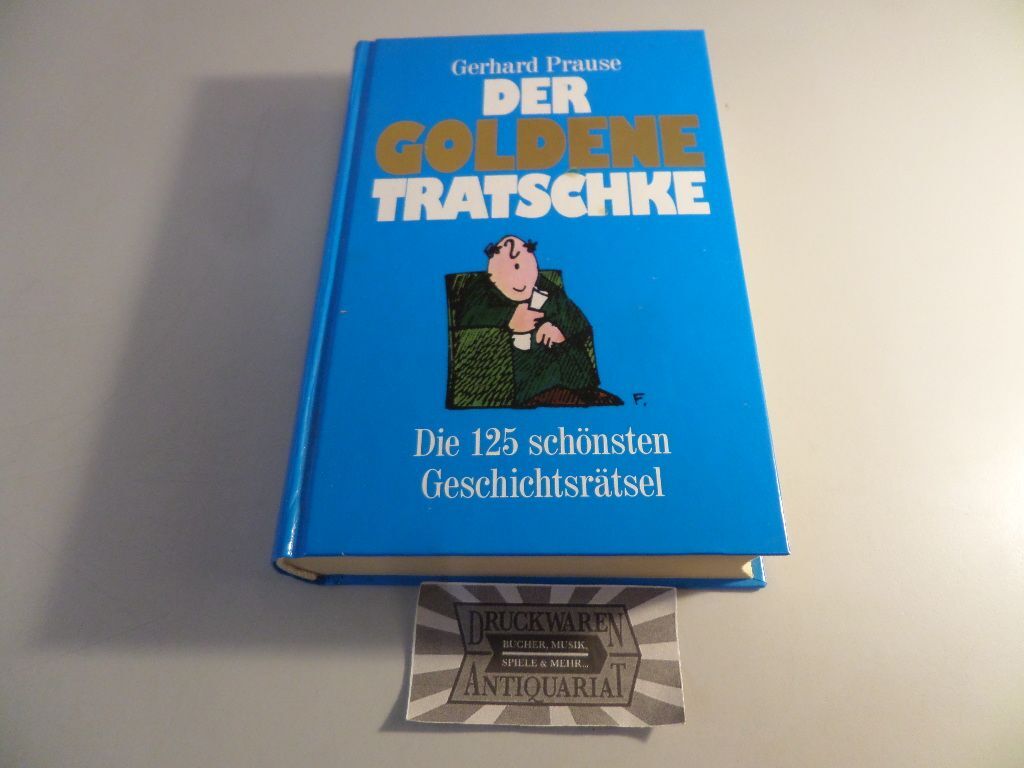 Gerhard Prause
DER
GOLDENE
TRATSCHKE
F.
Die 125 schönsten
Geschichtsrätsel
DRUCKWAREN
BÜCHER, MUSIK,
SPIELE & MEHR...
ANTIQUARIAT